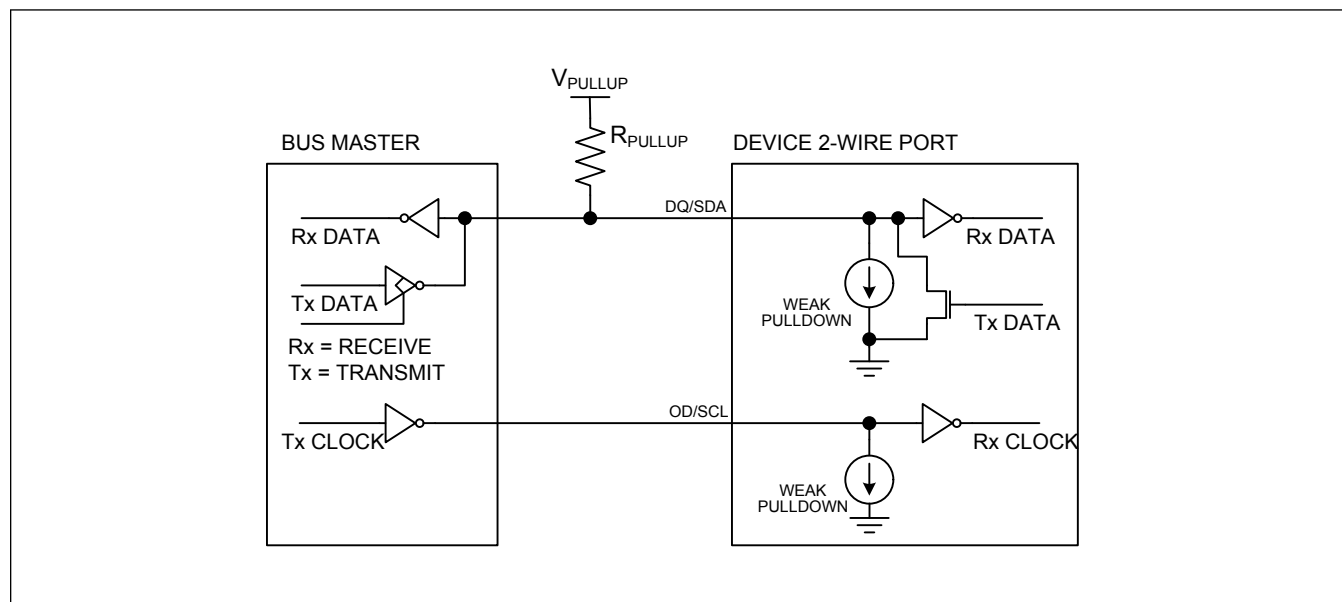 VPULLUP
RPULLUP
BUS MASTER
DEVICE 2-WIRE PORT
DQ/SDA
Rx DATA
Rx DATA
Tx DATA
WEAK
PULLDOWN
Tx DATA
Rx = RECEIVE
Tx = TRANSMIT
OD/SCL
Tx CLOCK
Rx CLOCK
WEAK
PULLDOWN